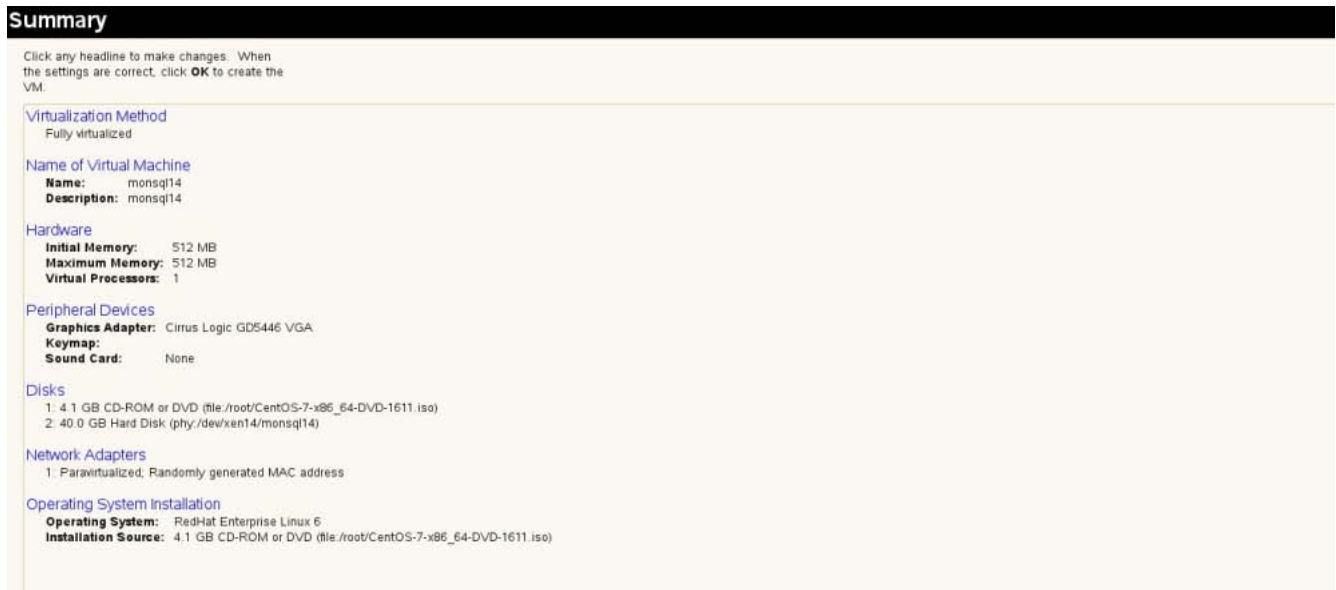 Summary
Click any headline to make changes. When
the settings are correct, click OK to create the
VM.
Virtualization Method
Fully virtualized
Name of Virtual Machine
Name: monsql14
Description: monsql14
Hardware
Initial Memory: 512 MB
Maximum Memory: 512 MB
Virtual Processors: 1
Peripheral Devices
Graphics Adapter: Cirrus Logic GD5446 VGA
Keymap:
Sound Card: None
Disks
1: 4.1 GB CD-ROM or DVD (file:/root/CentOS-7-x86_64-DVD-1611.iso)
2: 40.0 GB Hard Disk (phy:/dev/xen14/monsql14)
Network Adapters
1: Paravirtualized; Randomly generated MAC address
Operating System Installation
Operating System: RedHat Enterprise Linux 6
Installation Source: 4.1 GB CD-ROM or DVD (file:/root/CentOS-7-x86_64-DVD-1611.iso)